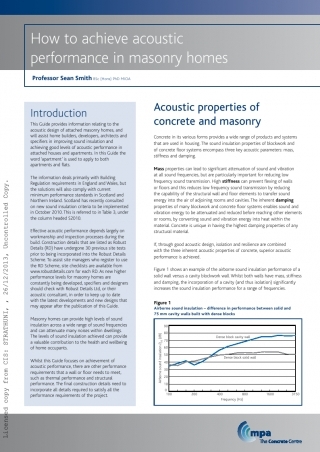 How to achieve acoustic
performance in masonry homes
Professor Sean Smith BSc (Hons) PhD MIOA
Introduction
This Guide provides information relating to the
acoustic design of attached masonry homes, and
will assist home builders, developers, architects and
specifiers in improving sound insulation and
achieving good levels of acoustic performance in
attached houses and apartments. In this Guide the
word 'apartment' is used to apply both
apartments and flats.
The information deals primarily with Building
Regulation requirements in England and Wales, but
the solutions will also comply with current
minimum performance standards in Scotland and
Northern Ireland. Scotland has recently consulted
on new sound insulation criteria to be implemented
in October 2010. This is referred to in Table 3, under
the column headed S2010.
Effective acoustic performance depends largely on
workmanship and inspection processes during the
build. Construction details that are listed as Robust
Details (RD) have undergone 30 previous site tests
prior to being incorporated into the Robust Details
Scheme. To assist site managers who register to use
the RD Scheme, site checklists are available from
www.robustdetails.com for each RD. As new higher
performance levels for masonry homes are
constantly being developed, specifiers and designers
should check with Robust Details Ltd, or their
acoustic consultant, in order to keep up to date
with the latest developments and new designs that
may appear after the publication of this guide.
Masonry homes can provide high levels of sound
insulation across a wide range of sound frequencies
and can attenuate many noises within dwellings.
The levels of sound insulation achieved can provide
a valuable contribution to the health and wellbeing
of home occupants.
Whilst this Guide focuses on achievement of
acoustic performance, there are other performance
requirements that a wall or floor needs to meet,
such as thermal performance and structural
performance. The final construction details need to
incorporate all details required to satisfy all the
performance requirements of the project.
Acoustic properties of
concrete and masonry
Concrete in its various forms provides a wide range of products and systems
that are used in housing. The sound insulation properties of blockwork and
of concrete floor systems encompass three key acoustic parameters: mass,
stiffness and damping.
Mass properties can lead to significant attenuation of sound and vibration
at all sound frequencies, but are particularly important for reducing low
frequency sound transmission. High stiffness can prevent flexing of walls
or floors and this reduces low frequency sound transmission by reducing
the capability of the structural wall and floor elements to transfer sound
energy into the air of adjoining rooms and cavities. The inherent damping
properties of many blockwork and concrete floor systems enables sound and
vibration energy to be attenuated and reduced before reaching other elements
or rooms, by converting sound and vibration energy into heat within the
material. Concrete is unique in having the highest damping properties of any
structural material.
If, through good acoustic design, isolation and resilience are combined
with the three inherent acoustic properties of concrete, superior acoustic
performance is achieved.
Figure 1 shows an example of the airborne sound insulation performance of a
solid wall versus a cavity blockwork wall. Whilst both walls have mass, stiffness
and damping, the incorporation of a cavity (and thus isolation) significantly
increases the sound insulation performance for a range of frequencies.
Figure 1
Airborne sound insulation – difference in performance between solid and
75 mm cavity walls built with dense blocks
Dense block cavity wall
Dense block solid wall
Frequency (Hz)
mpa
The Concrete Centre
Licensed copy from CIS: STRATHUNI, , 26/12/2013, Uncontrolled Copy.